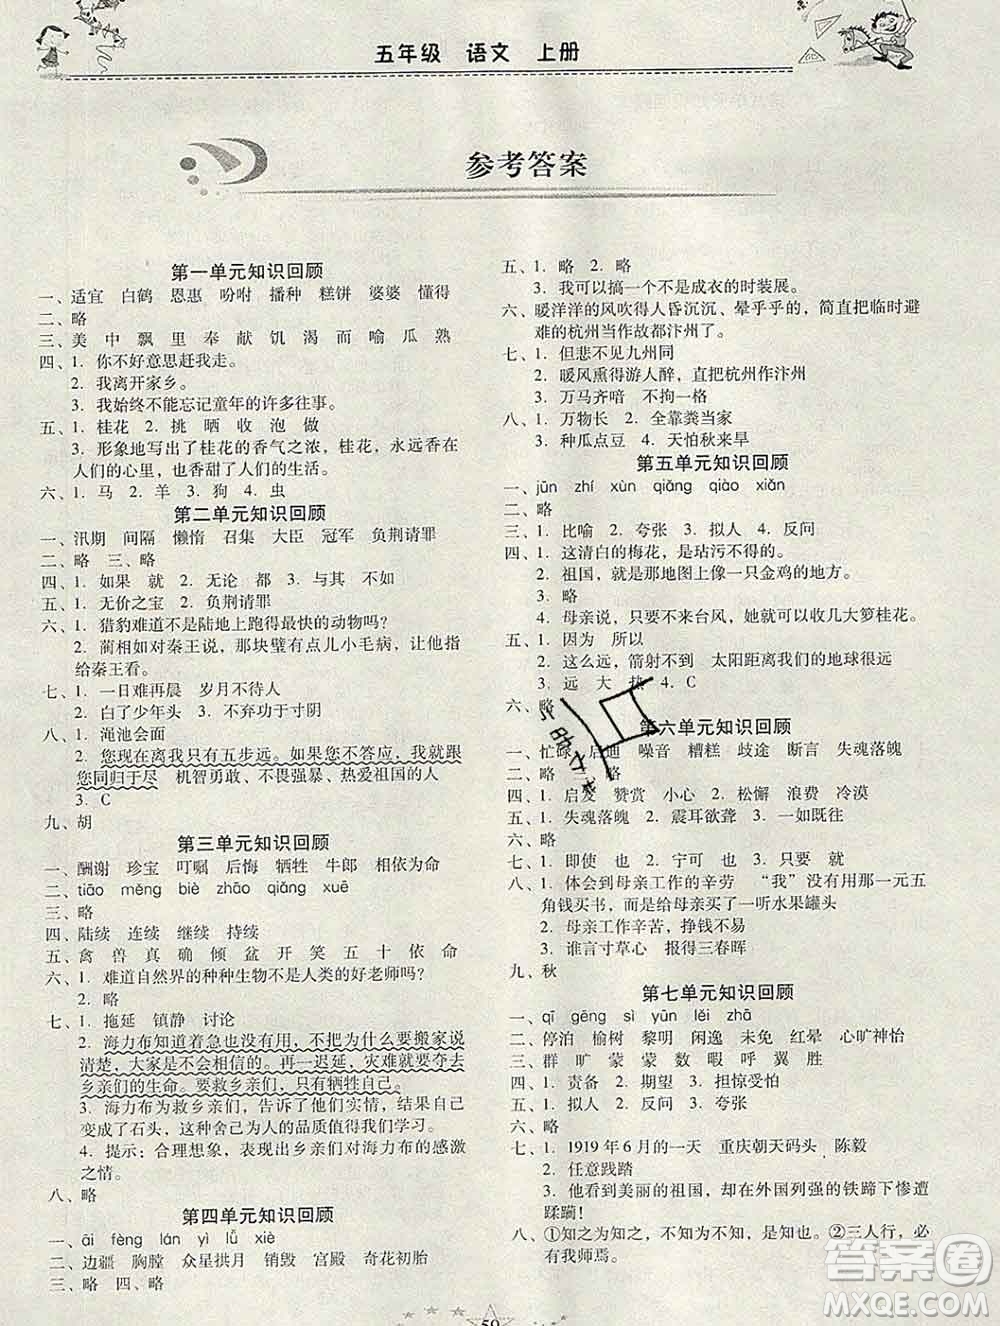 五年级 语文 上册
参考答案
第一单元知识回顾
一、适宜 白鹤 恩惠 吩咐 播种 糕饼 婆婆 懂得
二、略
三、美 中 飘 里 奉 献 饥 渴 而 喻 瓜 熟
四、1. 你不好意思赶我走。
2. 我离开家乡。
3. 我始终不能忘记童年的许多往事。
五、1. 桂花 2. 挑 晒 收 泡 做
3. 形象地写出了桂花的香气之浓，桂花，永远香在
人们的心里，也香甜了人们的生活。
六、1. 马 2. 羊 3. 狗 4. 虫
第二单元知识回顾
一、汛期 间隔 懒惰 召集 大臣 冠军 负荆请罪
二、略 三、略
四、1. 如果 就 2. 无论 都 3. 与其 不如
五、1. 无价之宝 2. 负荆请罪
六、1. 猎豹难道不是陆地上跑得最快的动物吗？
2. 蔺相如对秦王说，那块璧有点儿小毛病，让他指
给秦王看。
七、1. 一日难再晨 岁月不待人
2. 白了少年头 3. 不弃功于寸阴
八、1. 渑池会面
2. 您现在离我只有五步远。如果您不答应，我就跟
您同归于尽 机智勇敢、不畏强暴、热爱祖国的人
3. C
九、胡
第三单元知识回顾
一、酬谢 珍宝 叮嘱 后悔 牺牲 牛郎 相依为命
二、tiāo měng biè zhāo qiǎng xuē
三、略
四、陆续 连续 继续 持续
五、禽 兽 真 确 倾 盆 开 笑 五 十 依 命
六、1. 难道自然界的种种生物不是人类的好老师吗？
2. 略
七、1. 拖延 镇静 讨论
2. 海力布知道着急也没有用，不把为什么要搬家说
清楚，大家是不会相信的。再一迟延，灾难就要夺去
乡亲们的生命。要救乡亲们，只有牺牲自己。
3. 海力布为救乡亲们，告诉了他们实情，结果自己
变成了石头，这种舍己为人的品质值得我们学习。
4. 提示：合理想象，表现出乡亲们对海力布的感激
之情。
八、略
第四单元知识回顾
一、āi fèng lán yì lǜ xiè
二、边疆 胸膛 众星拱月 销毁 宫殿 奇花初胎
三、略 四、略
五、1. 略 2. 略
3. 我可以搞一个不是成衣的时装展。
六、暖洋洋的风吹得人昏沉沉、晕乎乎的，简直把临时避
难的杭州当作故都汴州了。
七、1. 但悲不见九州同
2. 暖风熏得游人醉，直把杭州作汴州
3. 万马齐喑 不拘一格
八、1. 万物长 2. 全靠粪当家
3. 种瓜点豆 4. 天怕秋来旱
第五单元知识回顾
一、jūn zhí xùn qiǎng qiào xiǎn
二、略
三、1. 比喻 2. 夸张 3. 拟人 4. 反问
四、1. 这清白的梅花，是玷污不得的。
2. 祖国，就是那地图上像一只金鸡的地方。
3. 略
4. 母亲说，只要不来台风，她就可以收几大箩桂花。
五、1. 因为 所以
2. 这么远，箭射不到 太阳距离我们的地球很远
3. 远 大 热 4. C
六、略
第六单元知识回顾
一、忙碌 启迪 噪音 糟糕 歧途 断言 失魂落魄
二、略 三、略
四、1. 启发 赞赏 小心 2. 松懈 浪费 冷漠
五、1. 失魂落魄 2. 震耳欲聋 3. 一如既往
六、略
七、1. 即使 也 2. 宁可 也 3. 只要 就
八、1. 体会到母亲工作的辛劳 “我”没有用那一元五
角钱买书，而是给母亲买了一听水果罐头
2. 母亲工作辛苦，挣钱不易
3. 谁言寸草心 报得三春晖
九、秋
第七单元知识回顾
一、qī gēng sì yūn lěi zhā
二、停泊 榆树 黎明 闲逸 未免 红晕 心旷神怡
三、群 旷 蒙 蒙 数 暇 呼 翼 胜
四、1. 责备 2. 期望 3. 担惊受怕
五、1. 拟人 2. 反问 3. 夸张
六、略
七、1. 1919 年 6 月的一天 重庆朝天码头 陈毅
2. 任意践踏
3. 他看到美丽的祖国，却在外国列强的铁蹄下惨遭
蹂躏！
八、①知之为知之，不知为不知，是知也。②三人行，必
有我师焉。
59
答案圈
MXQE.COM